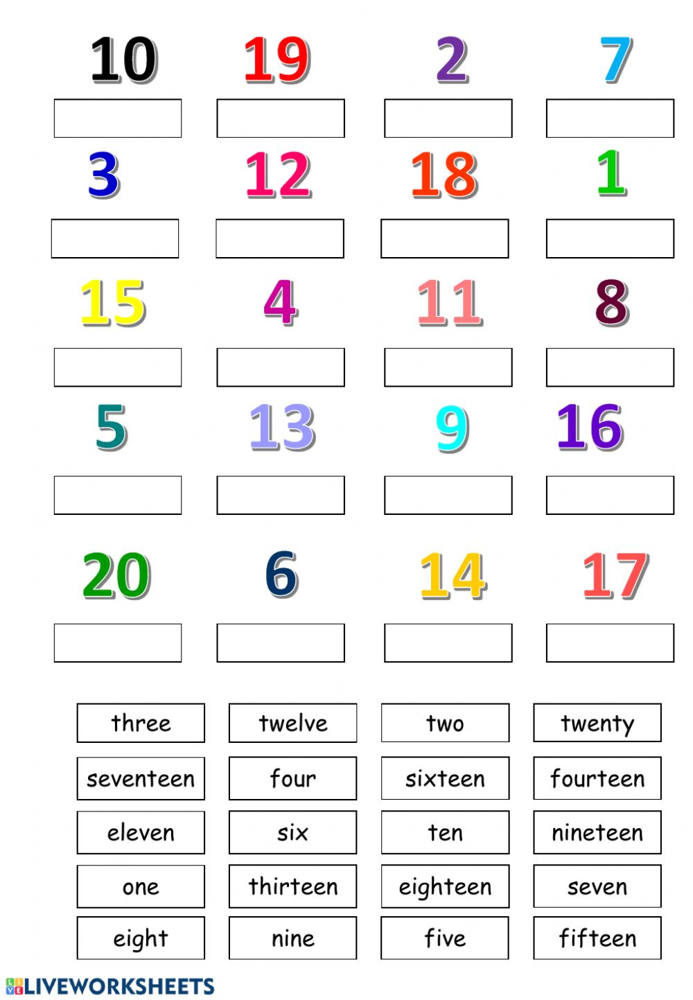 10 19 2 7
3 12 18 1
15 4 11 8
5 13 9 16
20 6 14 17
three twelve two twenty
seventeen four sixteen fourteen
eleven six ten nineteen
one thirteen eighteen seven
eight nine five fifteen
LIVE LIVEWORKSHEETS